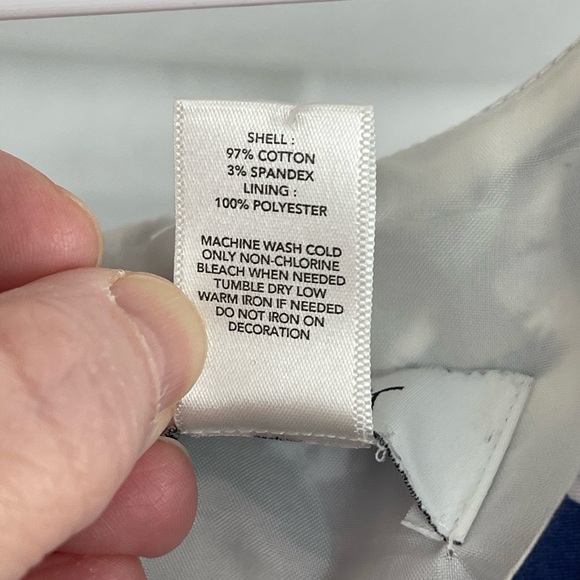 SHELL :
97% COTTON
3% SPANDEX
LINING :
100% POLYESTER
MACHINE WASH COLD
ONLY NON-CHLORINE
BLEACH WHEN NEEDED
TUMBLE DRY LOW
WARM IRON IF NEEDED
DO NOT IRON ON
DECORATION